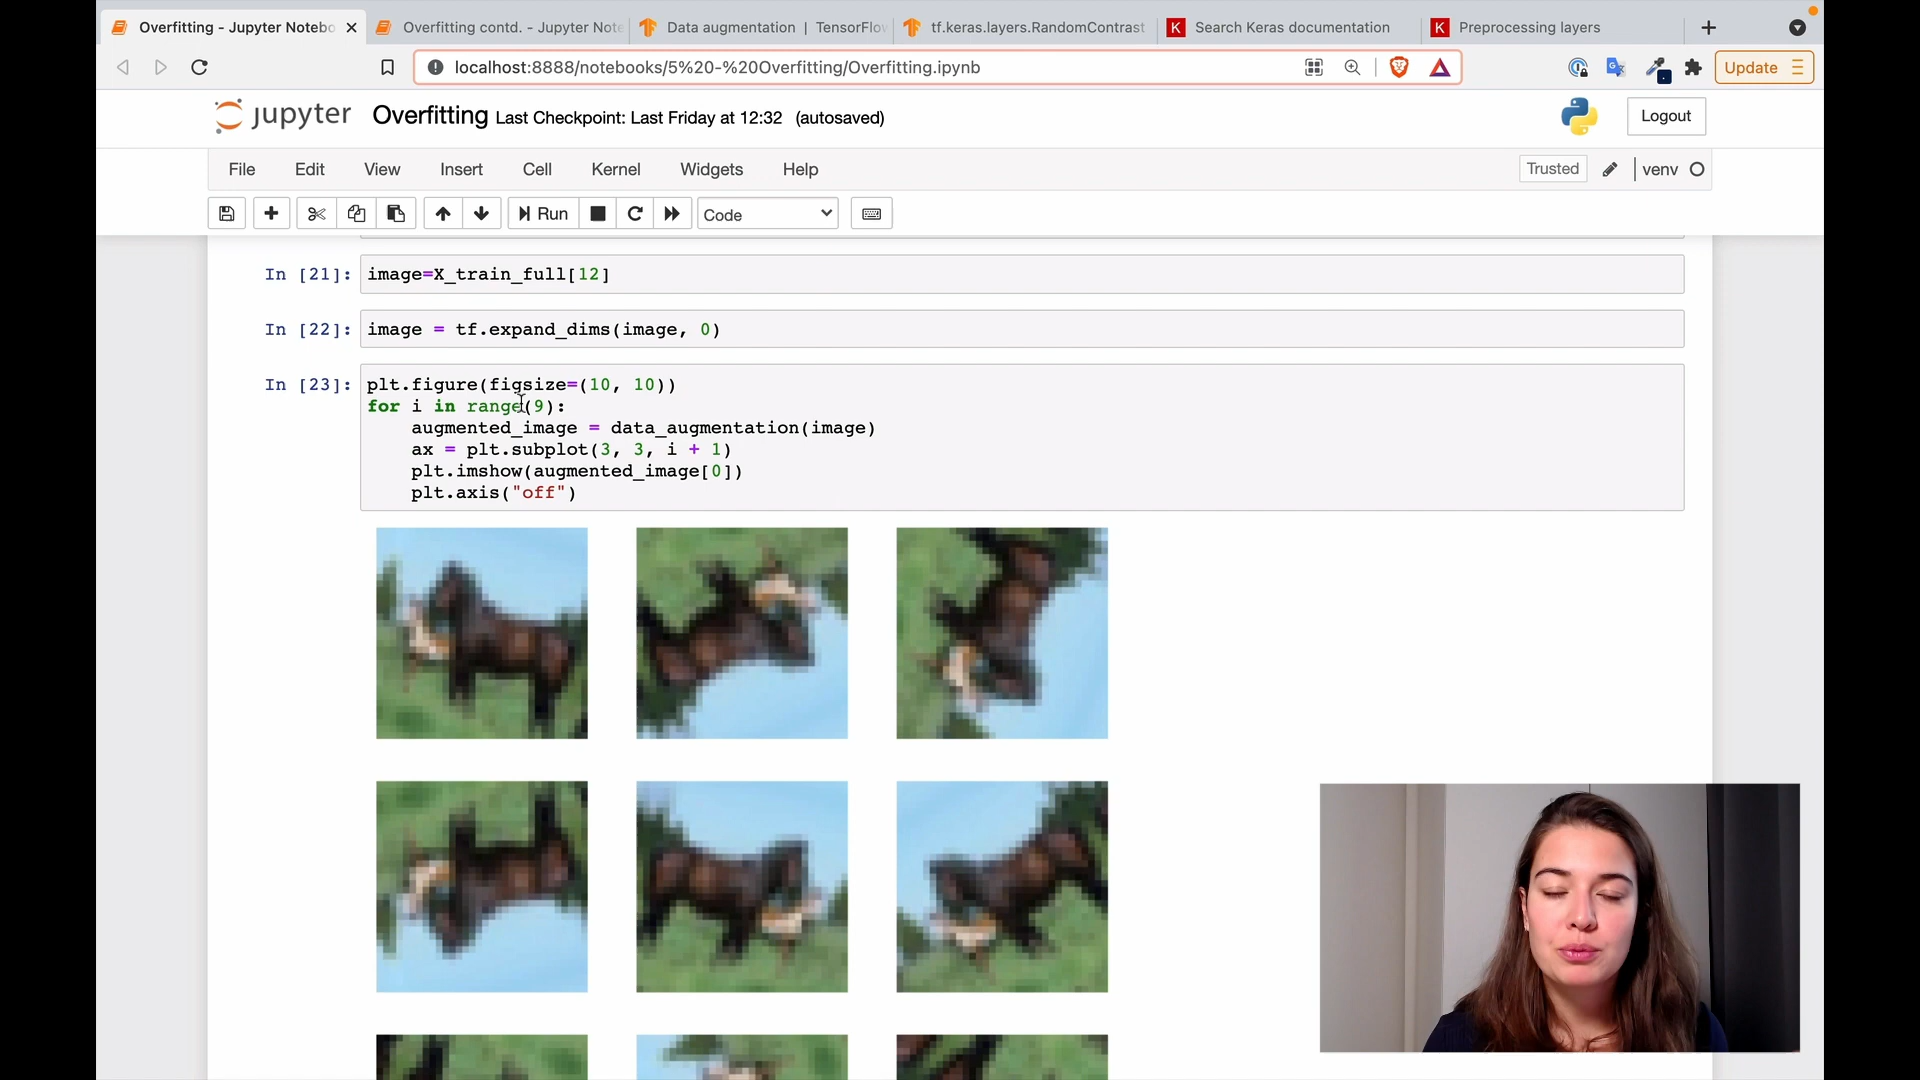 Overfitting - Jupyter Notebo
Overfitting contd. - Jupyter Note
Data augmentation | TensorFlow
tf.keras.layers.RandomContrast
K Search Keras documentation
K Preprocessing layers
localhost:8888/notebooks/5%20-%20Overfitting/Overfitting.ipynb
Update
jupyter Overfitting Last Checkpoint: Last Friday at 12:32 (autosaved)
Logout
File Edit View Insert Cell Kernel Widgets Help
Trusted venv
Run Code
In [21]: image=X_train_full[12]
In [22]: image = tf.expand_dims(image, 0)
In [23]: plt.figure(figsize=(10, 10))
for i in range(9):
    augmented_image = data_augmentation(image)
    ax = plt.subplot(3, 3, i + 1)
    plt.imshow(augmented_image[0])
    plt.axis("off")